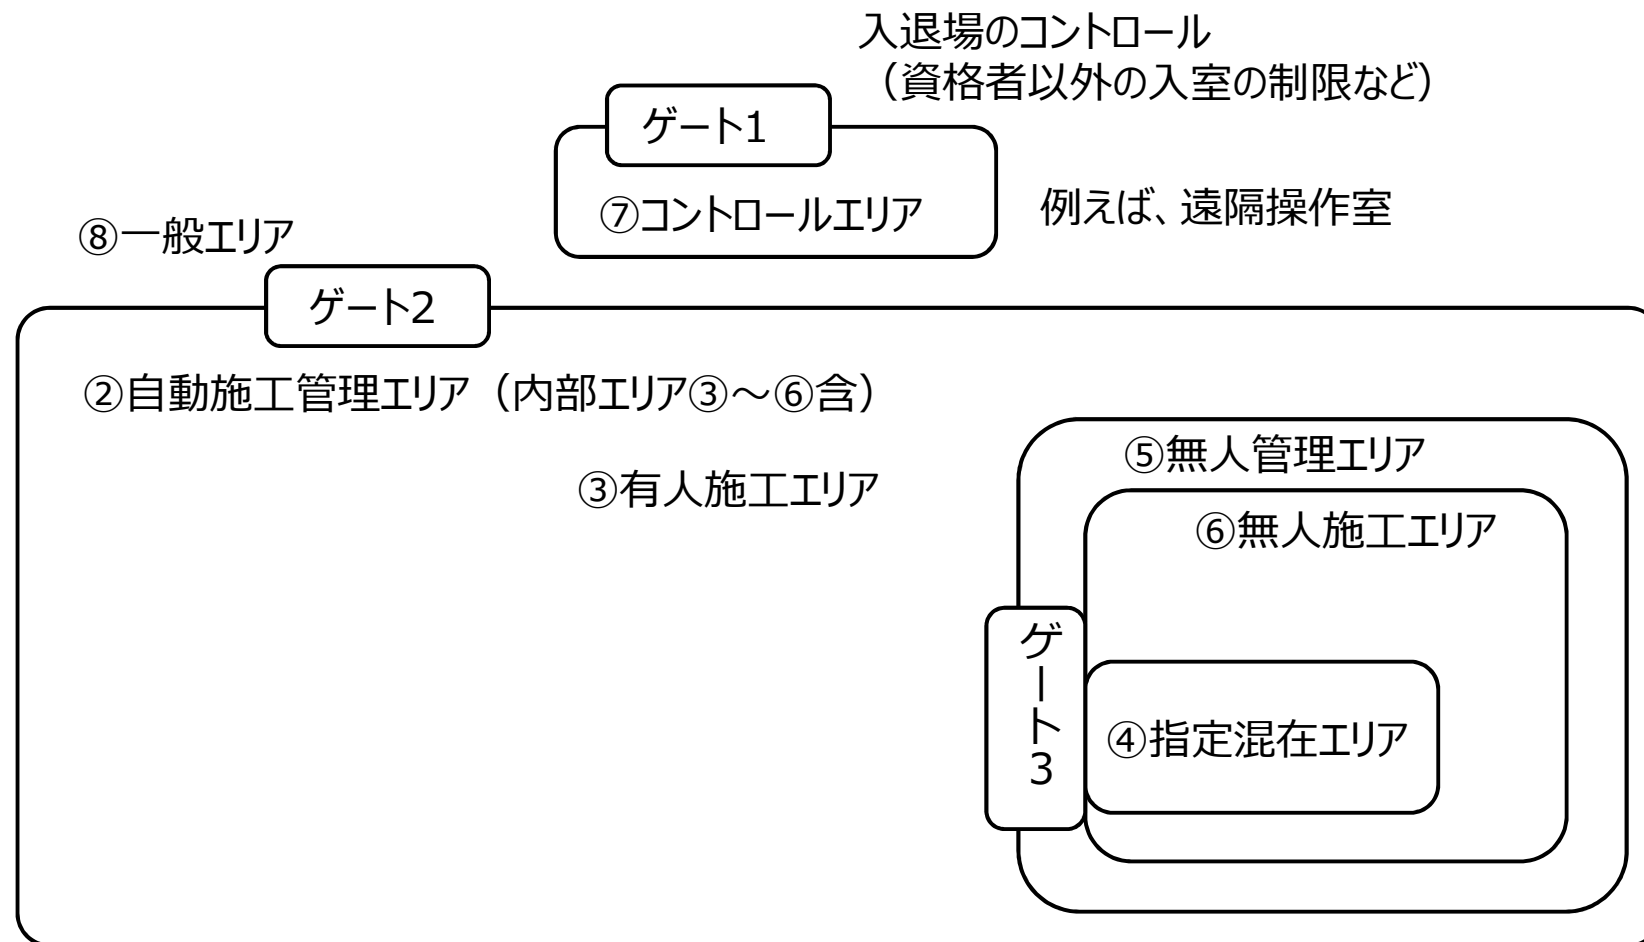 入退場のコントロール
（資格者以外の入室の制限など）
ゲート1
⑦コントロールエリア
例えば、遠隔操作室
⑧一般エリア
ゲート2
②自動施工管理エリア（内部エリア③～⑥含）
⑤無人管理エリア
③有人施工エリア
⑥無人施工エリア
ゲート3
④指定混在エリア